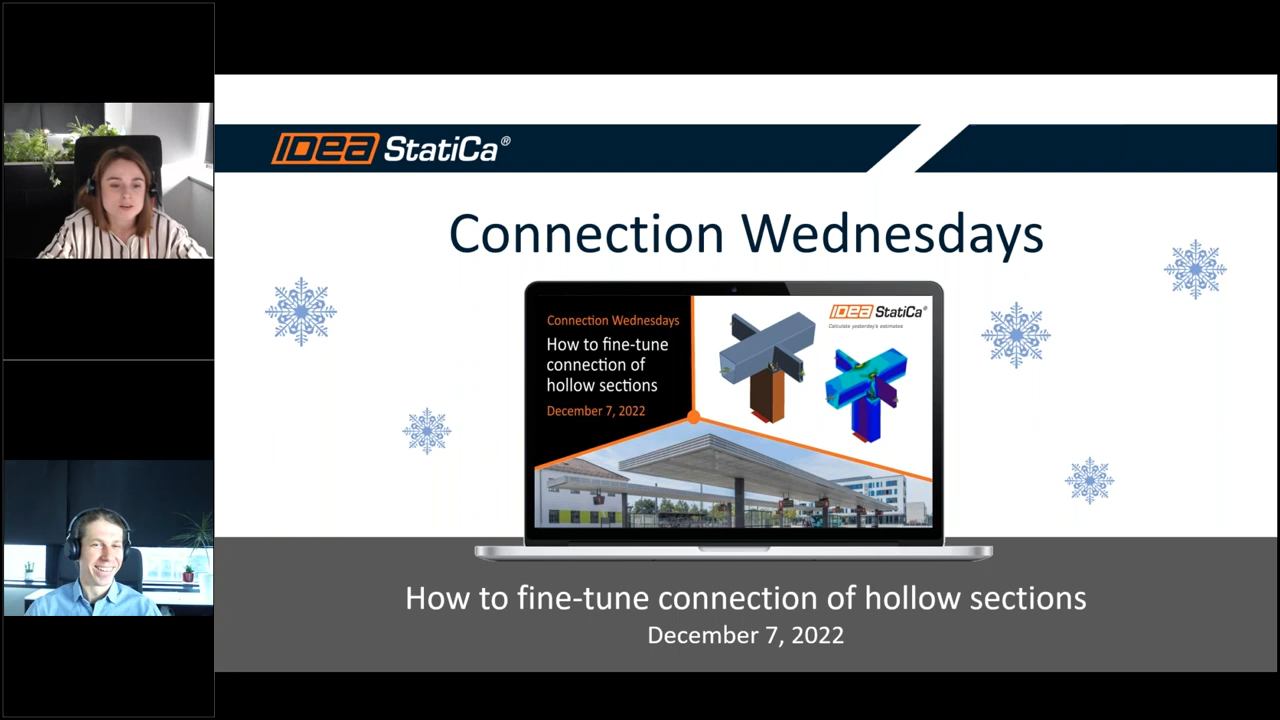 IDEA StatiCa®
Connection Wednesdays
Connection Wednesdays
How to fine-tune
connection of
hollow sections
December 7, 2022
IDEA StatiCa®
Calculate yesterday's estimates
How to fine-tune connection of hollow sections
December 7, 2022